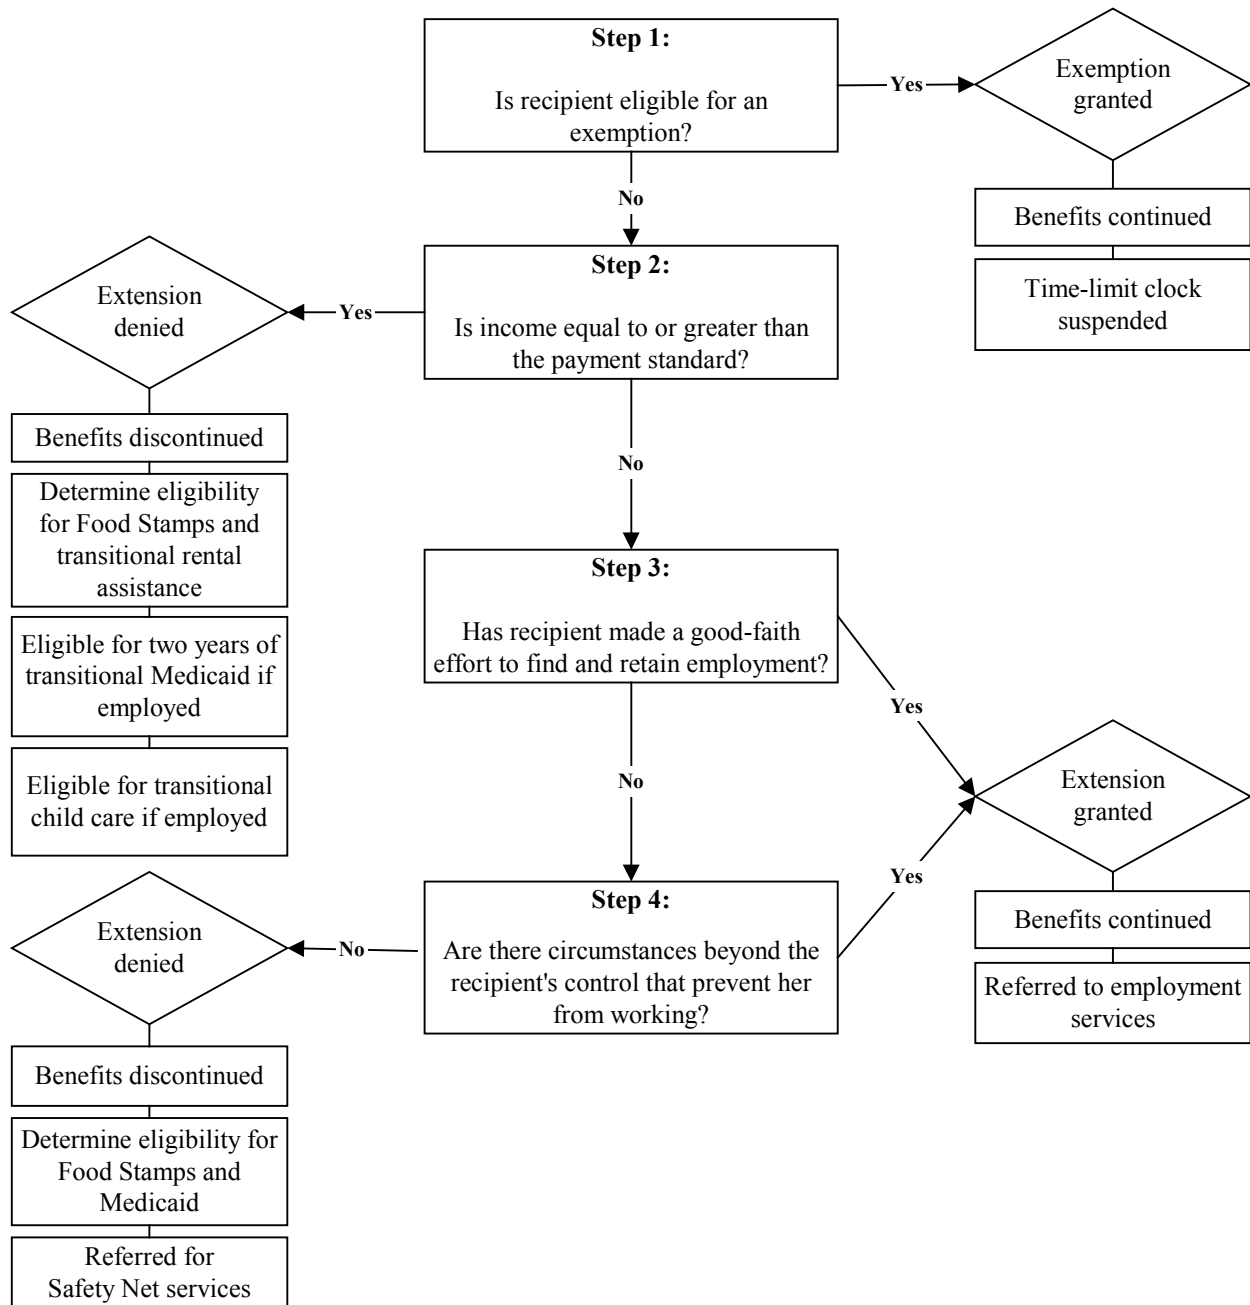 Step 1:
Is recipient eligible for an
exemption?
Yes
Exemption
granted
Benefits continued
Time-limit clock
suspended
No
Step 2:
Is income equal to or greater than
the payment standard?
Yes
Extension
denied
Benefits discontinued
Determine eligibility
for Food Stamps and
transitional rental
assistance
Eligible for two years of
transitional Medicaid if
employed
Eligible for transitional
child care if employed
No
Step 3:
Has recipient made a good-faith
effort to find and retain employment?
Yes
Extension
granted
Benefits continued
Referred to employment
services
No
Step 4:
Are there circumstances beyond the
recipient's control that prevent her
from working?
Yes
No
Extension
denied
Benefits discontinued
Determine eligibility for
Food Stamps and
Medicaid
Referred for
Safety Net services